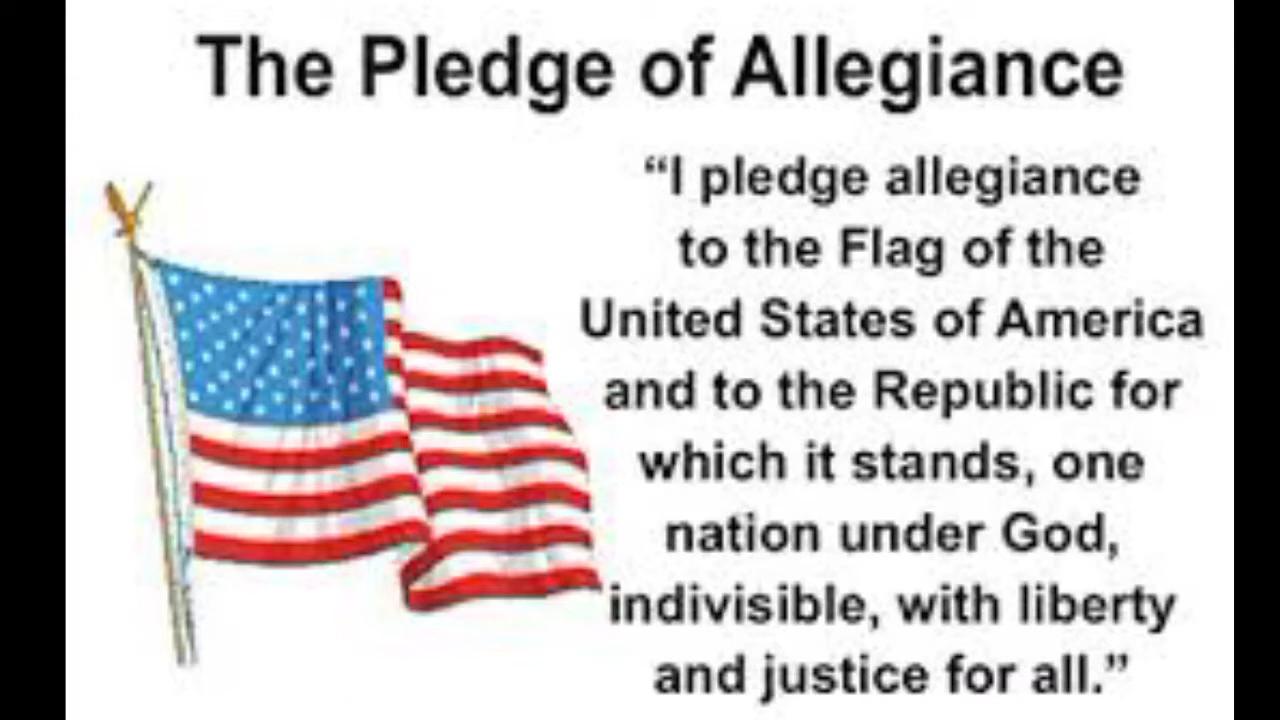 The Pledge of Allegiance
“I pledge allegiance
to the Flag of the
United States of America
and to the Republic for
which it stands, one
nation under God,
indivisible, with liberty
and justice for all.”